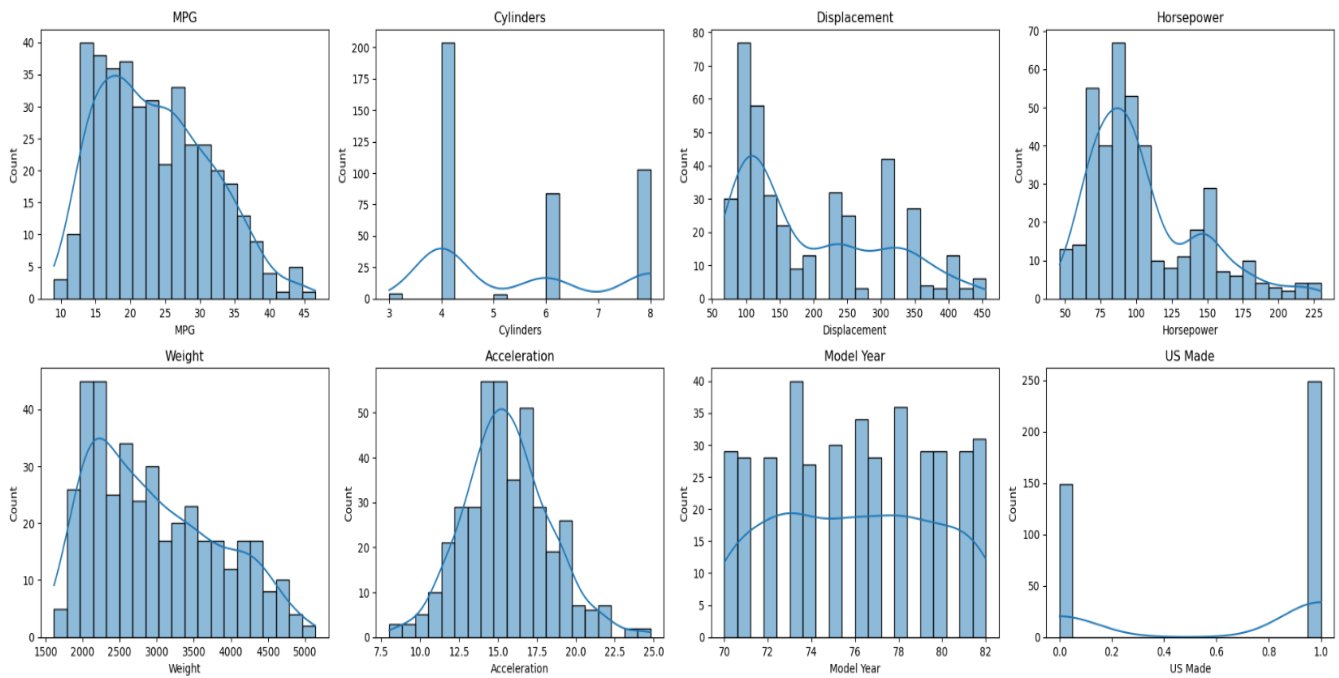 MPG
Count
40
35
30
25
20
15
10
5
0
10 15 20 25 30 35 40 45
MPG
Cylinders
Count
200
175
150
125
100
75
50
25
0
3 4 5 6 7 8
Cylinders
Displacement
Count
80
70
60
50
40
30
20
10
0
50 100 150 200 250 300 350 400 450
Displacement
Horsepower
Count
70
60
50
40
30
20
10
0
50 75 100 125 150 175 200 225
Horsepower
Weight
Count
40
30
20
10
0
1500 2000 2500 3000 3500 4000 4500 5000
Weight
Acceleration
Count
50
40
30
20
10
0
7.5 10.0 12.5 15.0 17.5 20.0 22.5 25.0
Acceleration
Model Year
Count
40
35
30
25
20
15
10
5
0
70 72 74 76 78 80 82
Model Year
US Made
Count
250
200
150
100
50
0
0.0 0.2 0.4 0.6 0.8 1.0
US Made